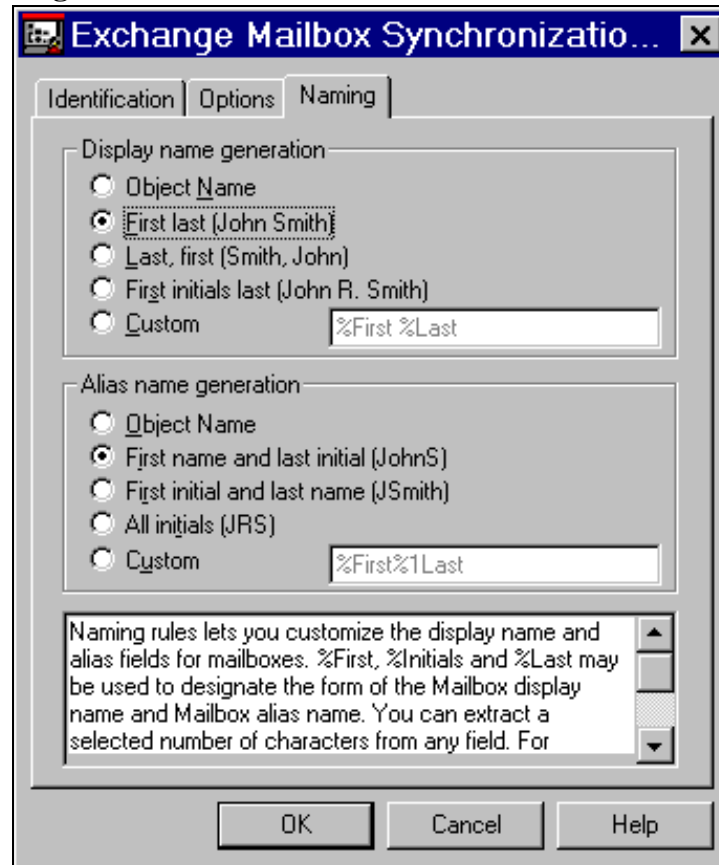 Exchange Mailbox Synchronizatio...
Identification Options Naming
Display name generation
Object Name
First last (John Smith)
Last, first (Smith, John)
First initials last (John R. Smith)
Custom %First %Last
Alias name generation
Object Name
First name and last initial (JohnS)
First initial and last name (JSmith)
All initials (JRS)
Custom %First%1Last
Naming rules lets you customize the display name and
alias fields for mailboxes. %First, %Initials and %Last may
be used to designate the form of the Mailbox display
name and Mailbox alias name. You can extract a
selected number of characters from any field. For
OK Cancel Help